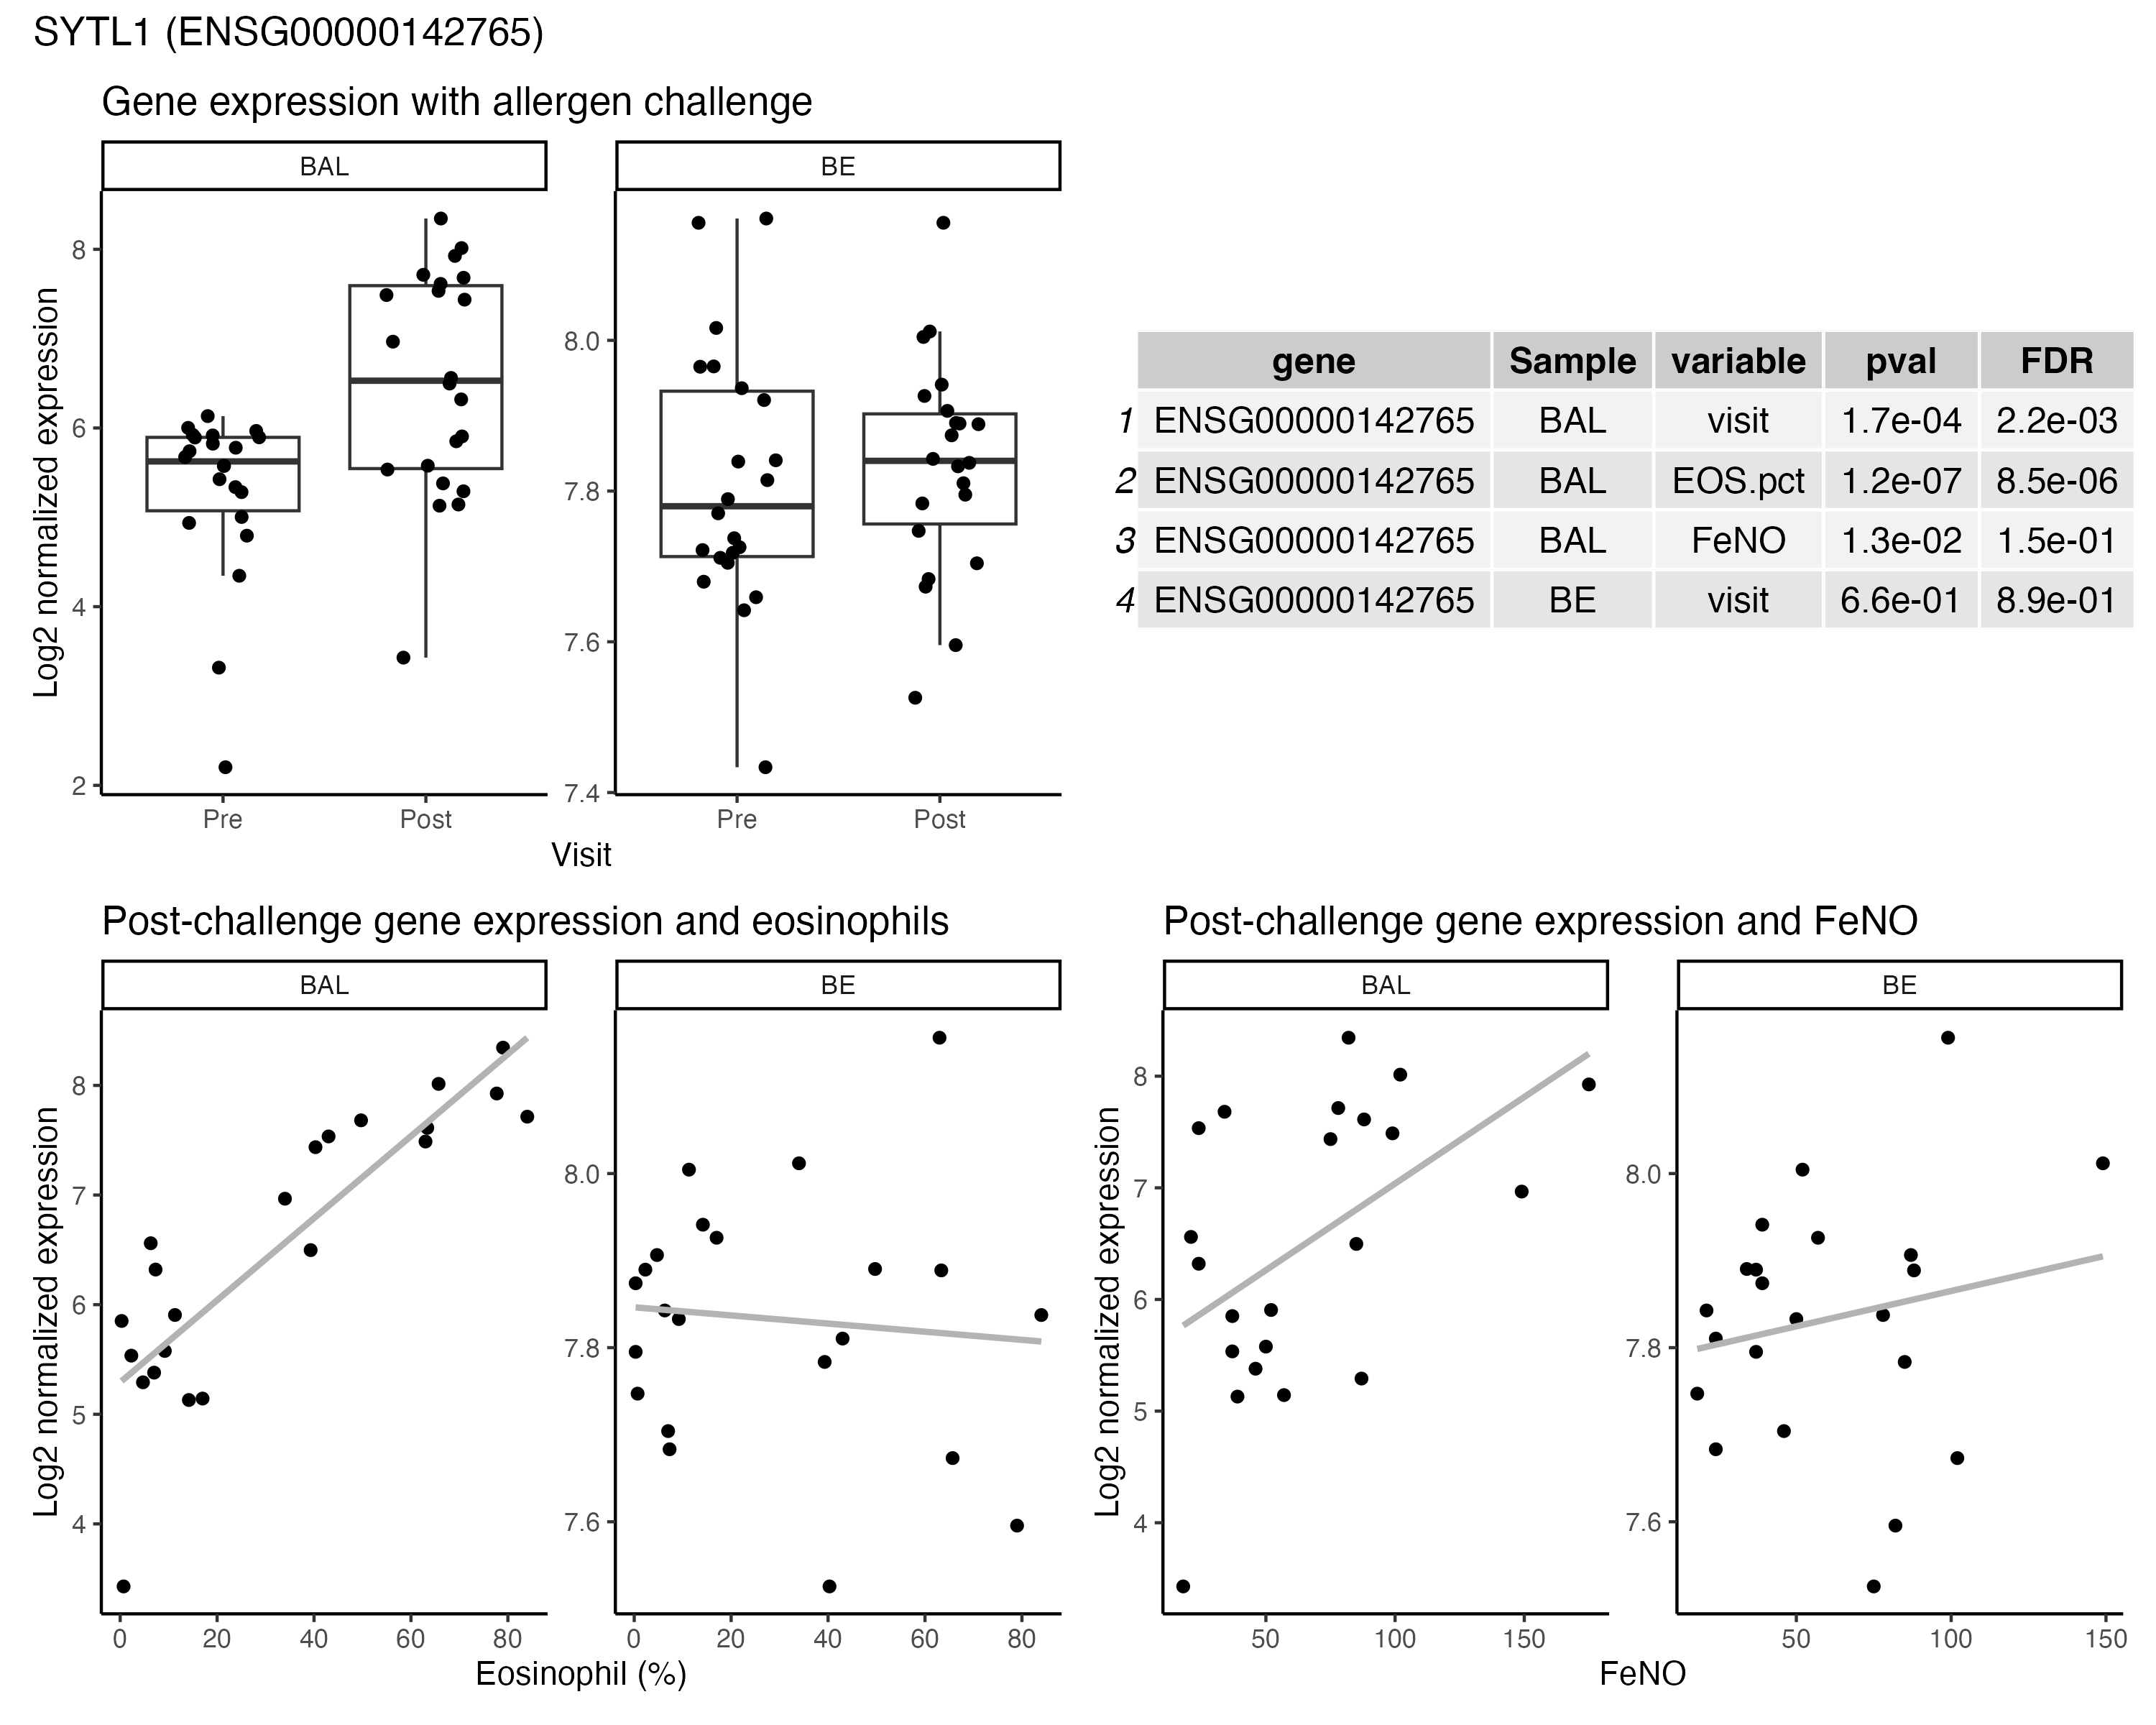 SYTL1 (ENSG00000142765)
Gene expression with allergen challenge
BAL
BE
Log2 normalized expression
8
6
4
2
8.0
7.8
7.6
7.4
Pre
Post
Pre
Post
Visit
gene Sample variable pval FDR
1 ENSG00000142765 BAL visit 1.7e-04 2.2e-03
2 ENSG00000142765 BAL EOS.pct 1.2e-07 8.5e-06
3 ENSG00000142765 BAL FeNO 1.3e-02 1.5e-01
4 ENSG00000142765 BE visit 6.6e-01 8.9e-01
Post-challenge gene expression and eosinophils
BAL
BE
Log2 normalized expression
8
7
6
5
4
8.0
7.8
7.6
0 20 40 60 80
0 20 40 60 80
Eosinophil (%)
Post-challenge gene expression and FeNO
BAL
BE
Log2 normalized expression
8
7
6
5
4
8.0
7.8
7.6
50 100 150
50 100 150
FeNO